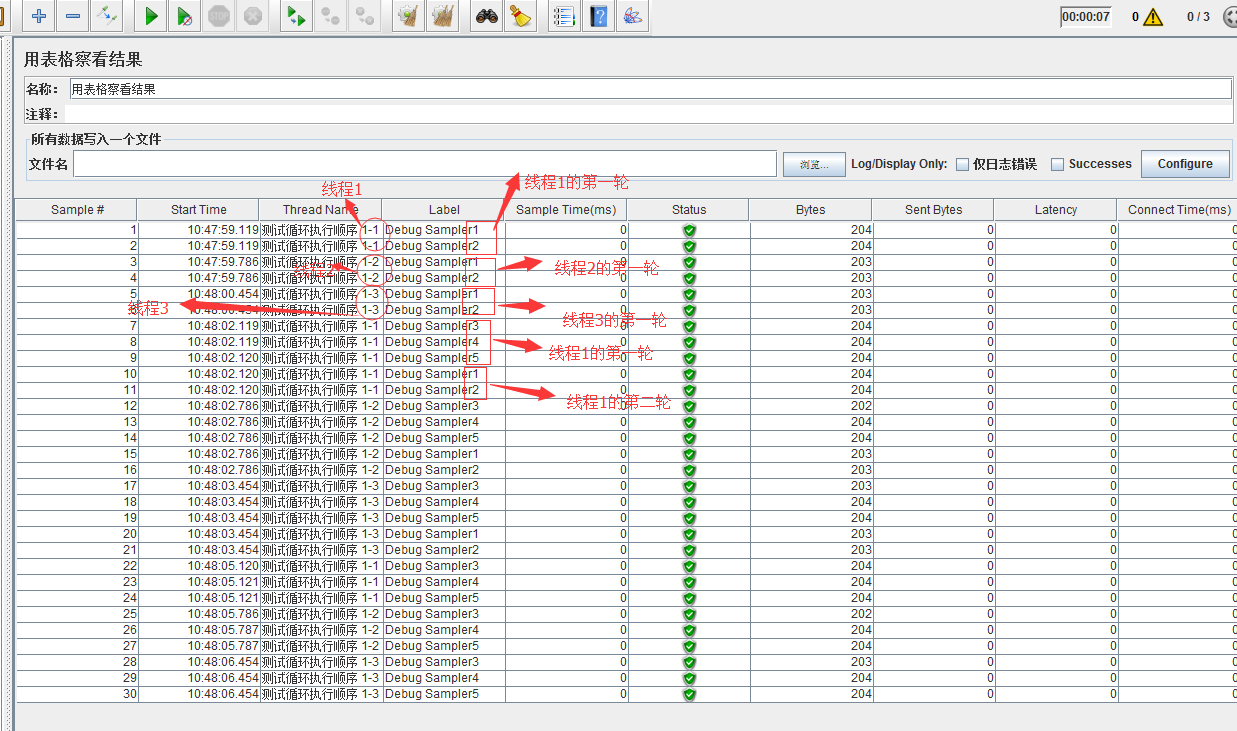 00:00:07 0 0 / 3
用表格察看结果
名称： 用表格察看结果
注释：
所有数据写入一个文件
文件名 浏览... Log/Display Only: 仅日志错误 Successes Configure
线程1的第一轮
线程1
Sample # Start Time Thread Name Label Sample Time(ms) Status Bytes Sent Bytes Latency Connect Time(ms)
1 10:47:59.119 测试循环执行顺序 1-1 Debug Sampler1 0 204 0 0 0
2 10:47:59.119 测试循环执行顺序 1-1 Debug Sampler2 0 204 0 0 0
3 10:47:59.786 测试循环执行顺序 1-2 Debug Sampler1 0 203 0 0 0
线程2的第一轮
4 10:47:59.786 测试循环执行顺序 1-2 Debug Sampler2 0 203 0 0 0
5 10:48:00.454 测试循环执行顺序 1-3 Debug Sampler1 0 203 0 0 0
线程3
6 10:48:00.454 测试循环执行顺序 1-3 Debug Sampler2 0 203 0 0 0
线程3的第一轮
7 10:48:02.119 测试循环执行顺序 1-1 Debug Sampler3 0 204 0 0 0
8 10:48:02.119 测试循环执行顺序 1-1 Debug Sampler4 0 204 0 0 0
线程1的第一轮
9 10:48:02.120 测试循环执行顺序 1-1 Debug Sampler5 0 204 0 0 0
10 10:48:02.120 测试循环执行顺序 1-1 Debug Sampler1 0 204 0 0 0
11 10:48:02.120 测试循环执行顺序 1-1 Debug Sampler2 0 204 0 0 0
线程1的第二轮
12 10:48:02.786 测试循环执行顺序 1-2 Debug Sampler3 0 202 0 0 0
13 10:48:02.786 测试循环执行顺序 1-2 Debug Sampler4 0 204 0 0 0
14 10:48:02.786 测试循环执行顺序 1-2 Debug Sampler5 0 204 0 0 0
15 10:48:02.786 测试循环执行顺序 1-2 Debug Sampler1 0 203 0 0 0
16 10:48:02.786 测试循环执行顺序 1-2 Debug Sampler2 0 203 0 0 0
17 10:48:03.454 测试循环执行顺序 1-3 Debug Sampler3 0 203 0 0 0
18 10:48:03.454 测试循环执行顺序 1-3 Debug Sampler4 0 204 0 0 0
19 10:48:03.454 测试循环执行顺序 1-3 Debug Sampler5 0 204 0 0 0
20 10:48:03.454 测试循环执行顺序 1-3 Debug Sampler1 0 203 0 0 0
21 10:48:03.454 测试循环执行顺序 1-3 Debug Sampler2 0 203 0 0 0
22 10:48:05.120 测试循环执行顺序 1-1 Debug Sampler3 0 204 0 0 0
23 10:48:05.121 测试循环执行顺序 1-1 Debug Sampler4 0 204 0 0 0
24 10:48:05.121 测试循环执行顺序 1-1 Debug Sampler5 0 204 0 0 0
25 10:48:05.786 测试循环执行顺序 1-2 Debug Sampler3 0 202 0 0 0
26 10:48:05.787 测试循环执行顺序 1-2 Debug Sampler4 0 204 0 0 0
27 10:48:05.787 测试循环执行顺序 1-2 Debug Sampler5 0 204 0 0 0
28 10:48:06.454 测试循环执行顺序 1-3 Debug Sampler3 0 203 0 0 0
29 10:48:06.454 测试循环执行顺序 1-3 Debug Sampler4 0 204 0 0 0
30 10:48:06.454 测试循环执行顺序 1-3 Debug Sampler5 0 204 0 0 0